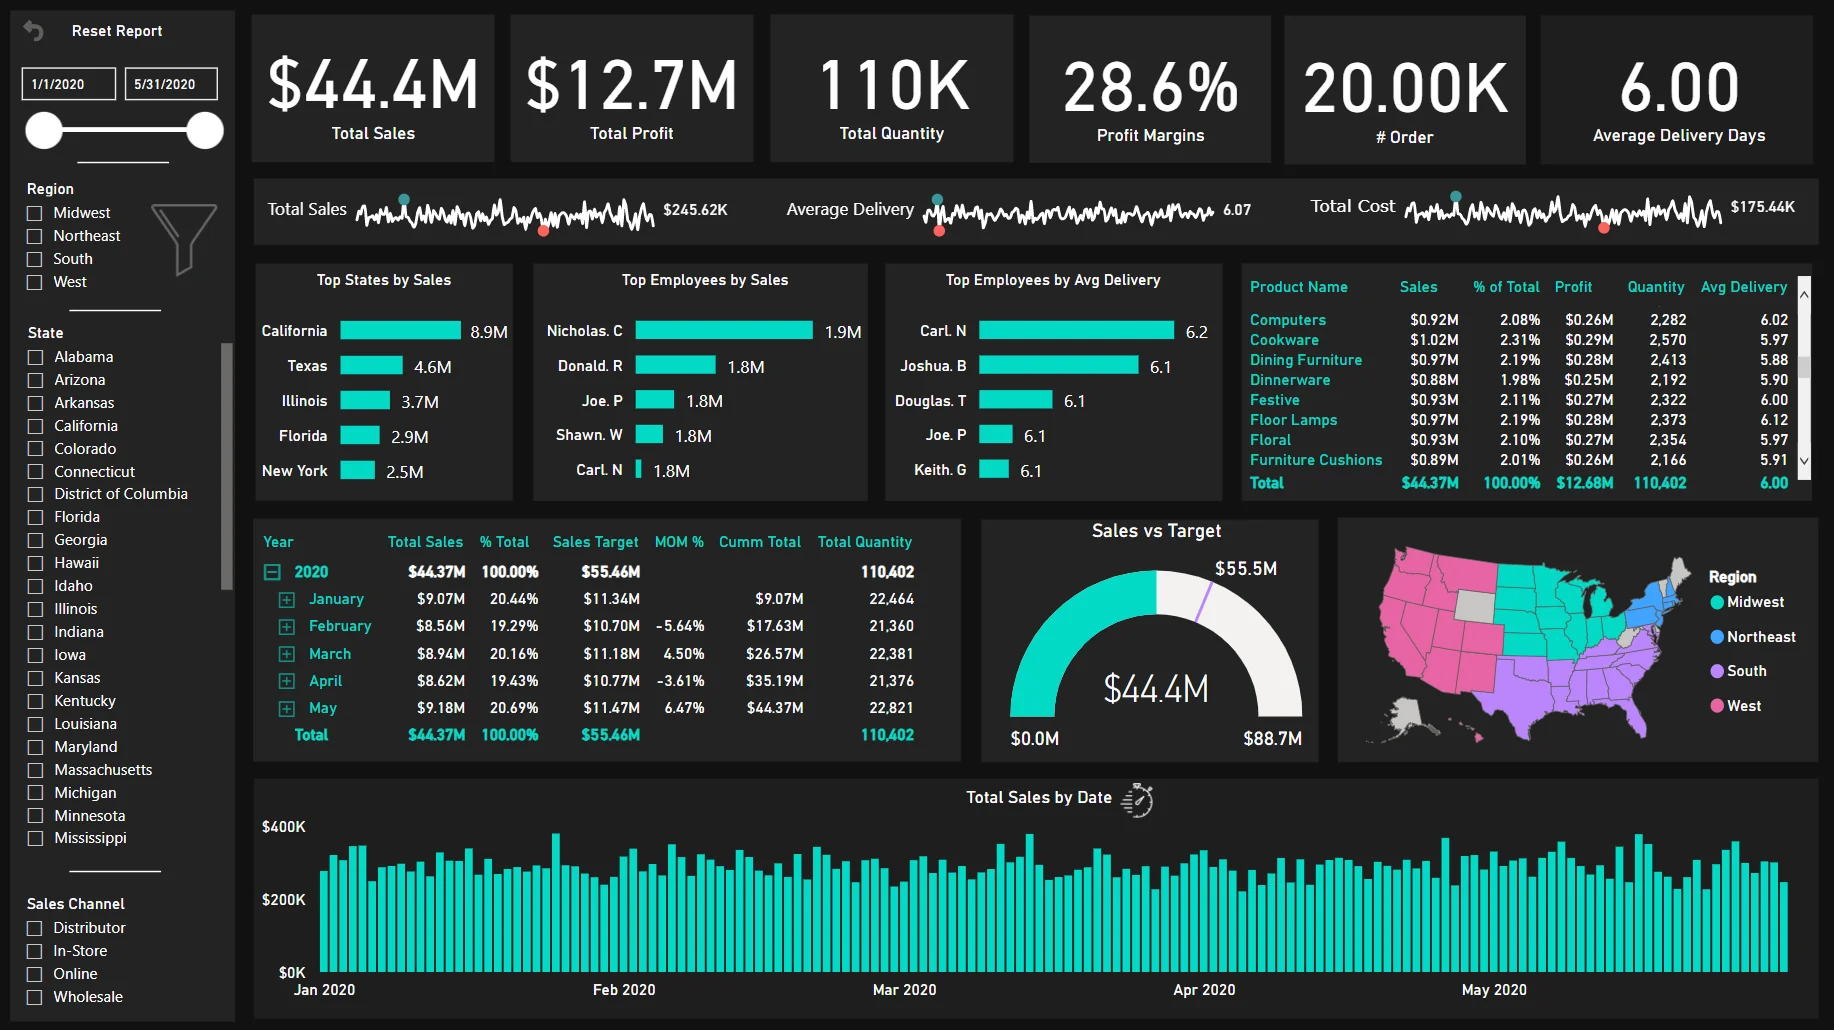 Reset Report
1/1/2020 5/31/2020
Region
Midwest
Northeast
South
West
State
Alabama
Arizona
Arkansas
California
Colorado
Connecticut
District of Columbia
Florida
Georgia
Hawaii
Idaho
Illinois
Indiana
Iowa
Kansas
Kentucky
Louisiana
Maryland
Massachusetts
Michigan
Minnesota
Mississippi
Sales Channel
Distributor
In-Store
Online
Wholesale
$44.4M
Total Sales
$12.7M
Total Profit
110K
Total Quantity
28.6%
Profit Margins
20.00K
# Order
6.00
Average Delivery Days
Total Sales $245.62K
Average Delivery 6.07
Total Cost $175.44K
Top States by Sales
California 8.9M
Texas 4.6M
Illinois 3.7M
Florida 2.9M
New York 2.5M
Top Employees by Sales
Nicholas. C 1.9M
Donald. R 1.8M
Joe. P 1.8M
Shawn. W 1.8M
Carl. N 1.8M
Top Employees by Avg Delivery
Carl. N 6.2
Joshua. B 6.1
Douglas. T 6.1
Joe. P 6.1
Keith. G 6.1
Product Name Sales % of Total Profit Quantity Avg Delivery
Computers $0.92M 2.08% $0.26M 2,282 6.02
Cookware $1.02M 2.31% $0.29M 2,570 5.97
Dining Furniture $0.97M 2.19% $0.28M 2,413 5.88
Dinnerware $0.88M 1.98% $0.25M 2,192 5.90
Festive $0.93M 2.11% $0.27M 2,322 6.00
Floor Lamps $0.97M 2.19% $0.28M 2,373 6.12
Floral $0.93M 2.10% $0.27M 2,354 5.97
Furniture Cushions $0.89M 2.01% $0.26M 2,166 5.91
Total $44.37M 100.00% $12.68M 110,402 6.00
Year Total Sales % Total Sales Target MOM % Cumm Total Total Quantity
2020 $44.37M 100.00% $55.46M 110,402
January $9.07M 20.44% $11.34M $9.07M 22,464
February $8.56M 19.29% $10.70M -5.64% $17.63M 21,360
March $8.94M 20.16% $11.18M 4.50% $26.57M 22,381
April $8.62M 19.43% $10.77M -3.61% $35.19M 21,376
May $9.18M 20.69% $11.47M 6.47% $44.37M 22,821
Total $44.37M 100.00% $55.46M 110,402
Sales vs Target
$55.5M
$44.4M
$0.0M $88.7M
Region
Midwest
Northeast
South
West
Total Sales by Date
$400K
$200K
$0K
Jan 2020 Feb 2020 Mar 2020 Apr 2020 May 2020